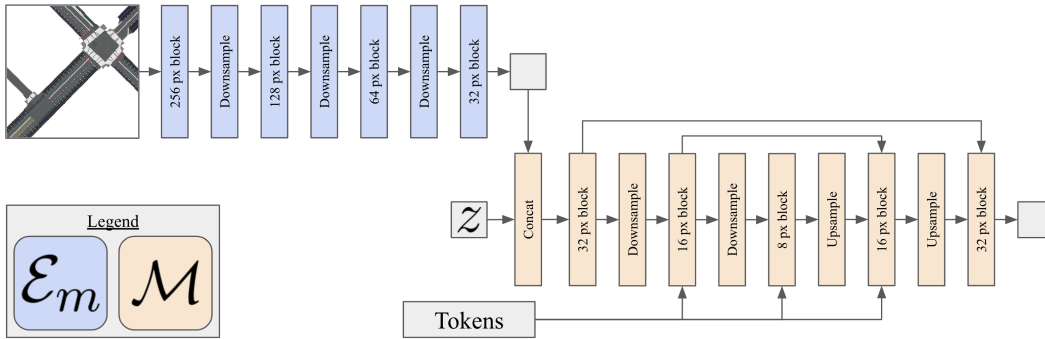 256 px block
Downsample
128 px block
Downsample
64 px block
Downsample
32 px block
z
Concat
32 px block
Downsample
16 px block
Downsample
8 px block
Upsample
16 px block
Upsample
32 px block
Tokens
Legend
ℰm
ℳ